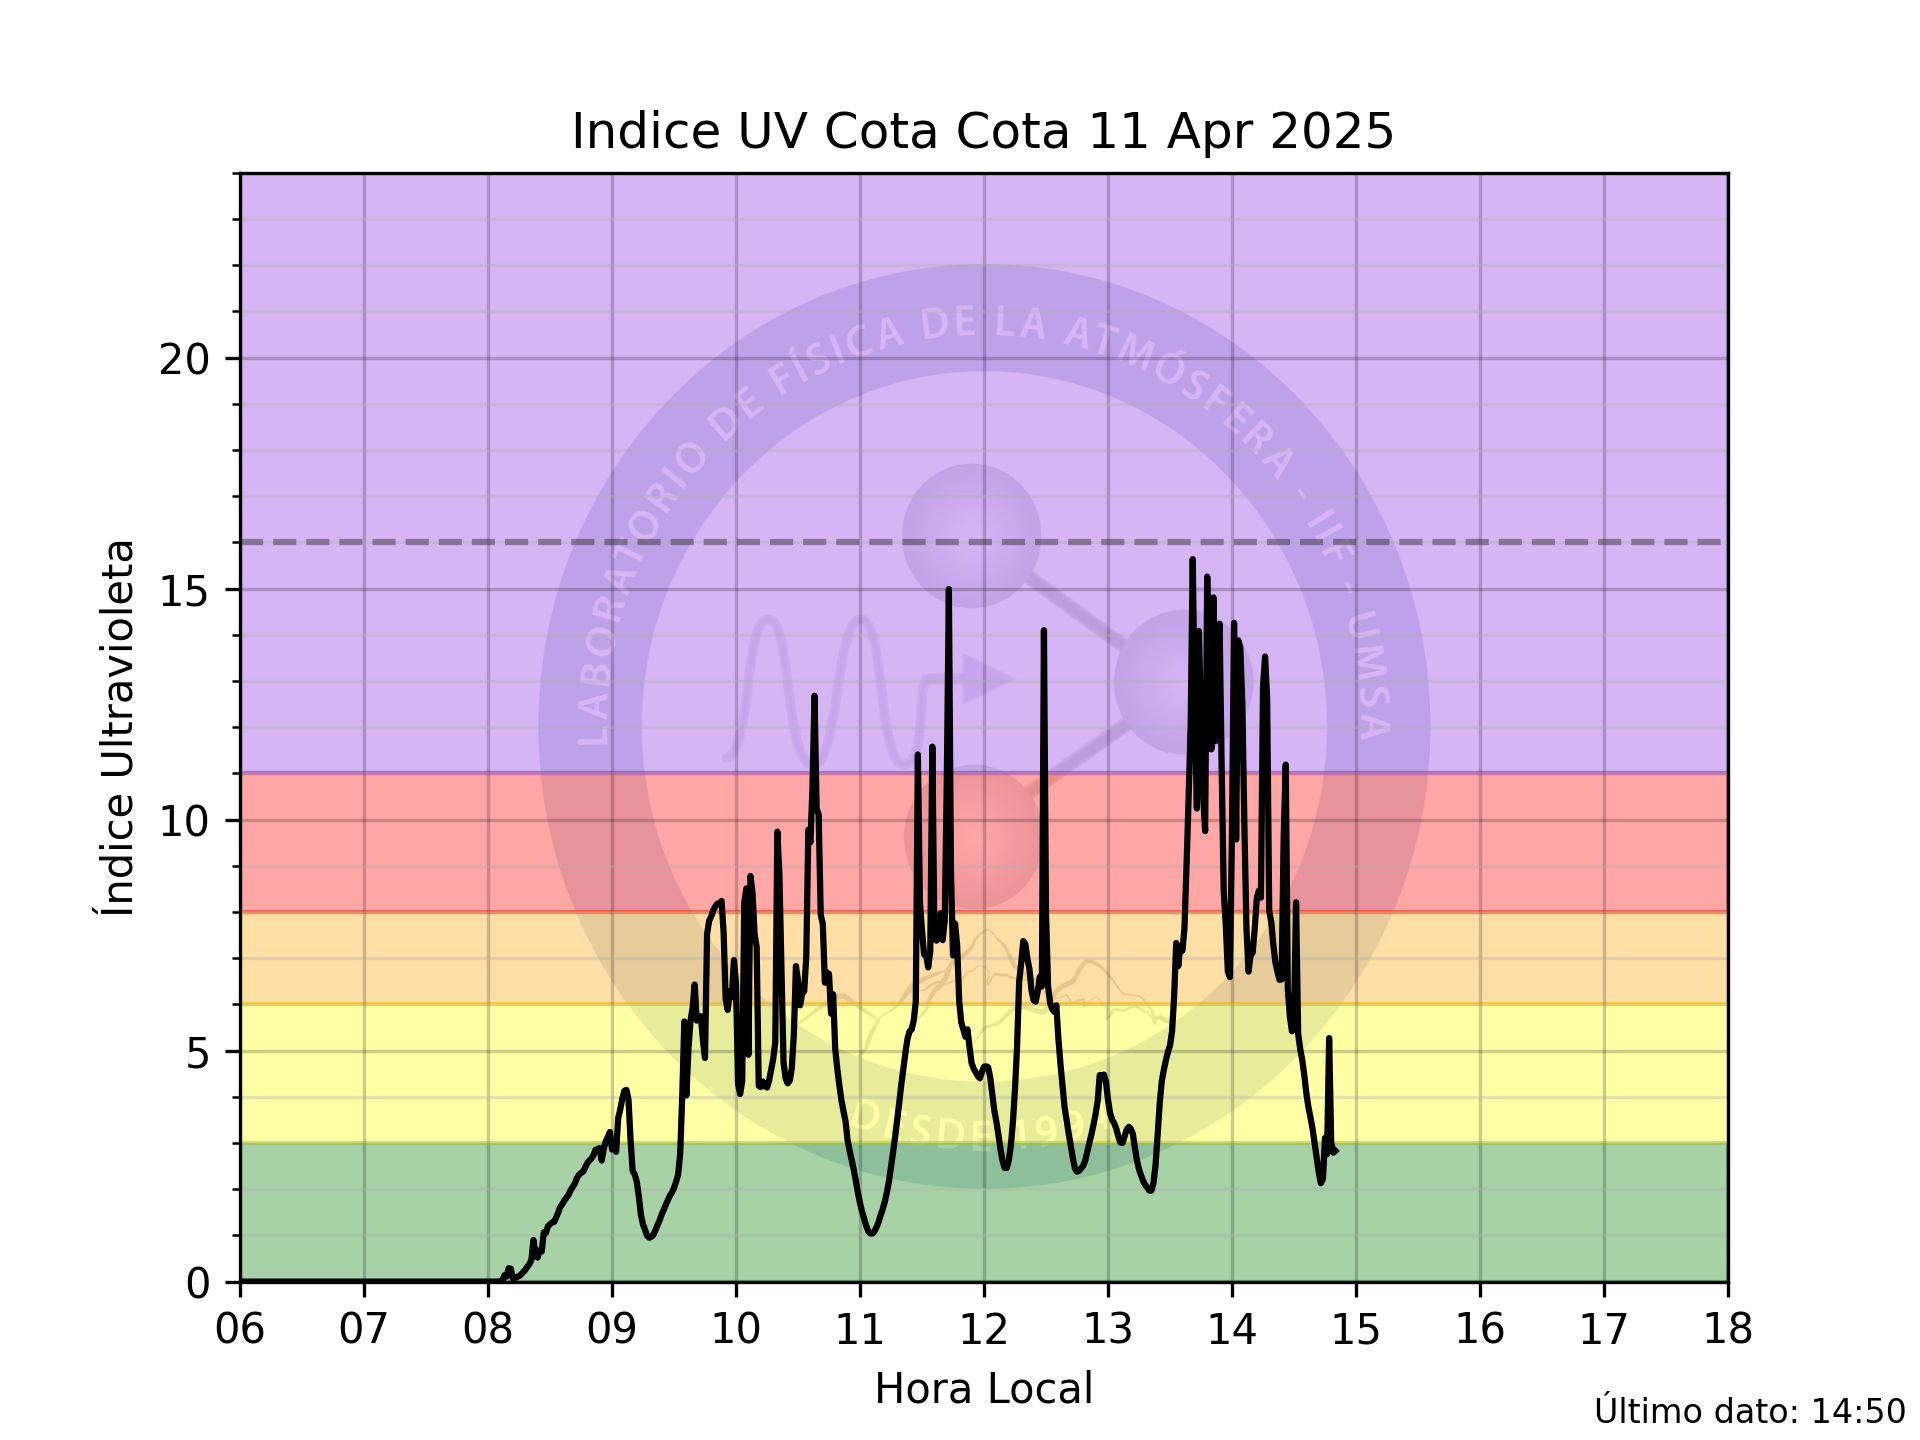 Indice UV Cota Cota 11 Apr 2025
Índice Ultravioleta
20
15
10
5
0
LABORATORIO DE FÍSICA DE LA ATMÓSFERA - IIF - UMSA
DESDE
06 07 08 09 10 11 12 13 14 15 16 17 18
Hora Local
Último dato: 14:50